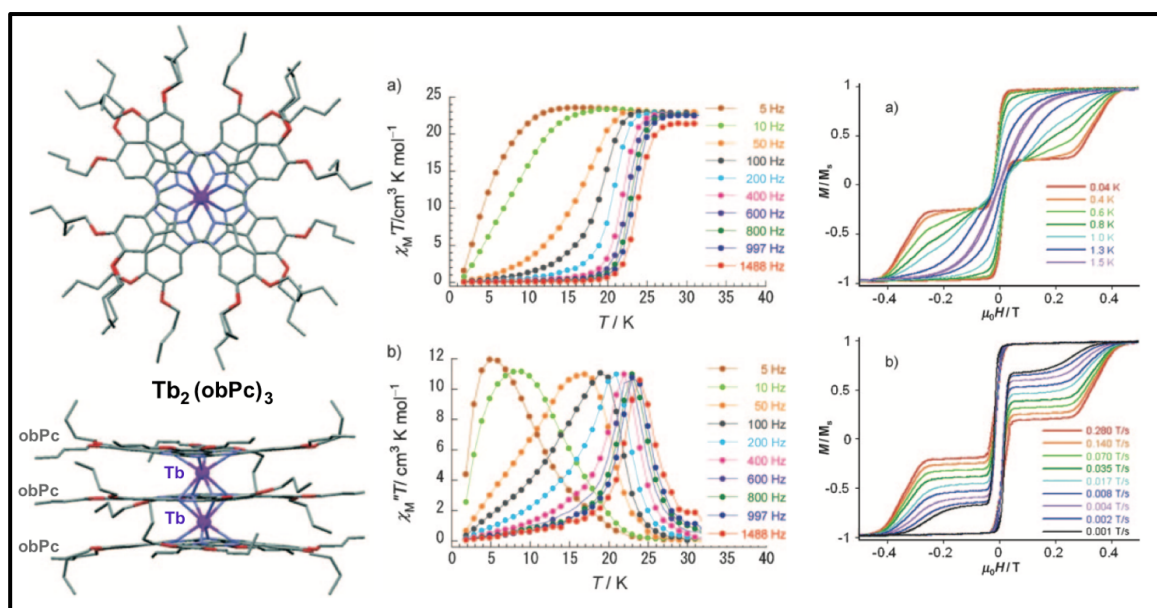 Tb2(obPc)3
obPc
Tb
obPc
Tb
obPc
a)
χM'T/cm³ K mol⁻¹
25
20
15
10
5
0
0 5 10 15 20 25 30 35 40
T / K
5 Hz
10 Hz
50 Hz
100 Hz
200 Hz
400 Hz
600 Hz
800 Hz
997 Hz
1488 Hz
b)
χM"T/ cm³ K mol⁻¹
12
10
8
6
4
2
0
0 5 10 15 20 25 30 35 40
T / K
5 Hz
10 Hz
50 Hz
100 Hz
200 Hz
400 Hz
600 Hz
800 Hz
997 Hz
1488 Hz
a)
M/Ms
1
0.5
0
-0.5
-1
-0.4 -0.2 0 0.2 0.4
μ0H/T
0.04 K
0.4 K
0.6 K
0.8 K
1.0 K
1.3 K
1.5 K
b)
M/Ms
1
0.5
0
-0.5
-1
-0.4 -0.2 0 0.2 0.4
μ0H/T
0.280 T/s
0.140 T/s
0.070 T/s
0.035 T/s
0.017 T/s
0.008 T/s
0.004 T/s
0.002 T/s
0.001 T/s